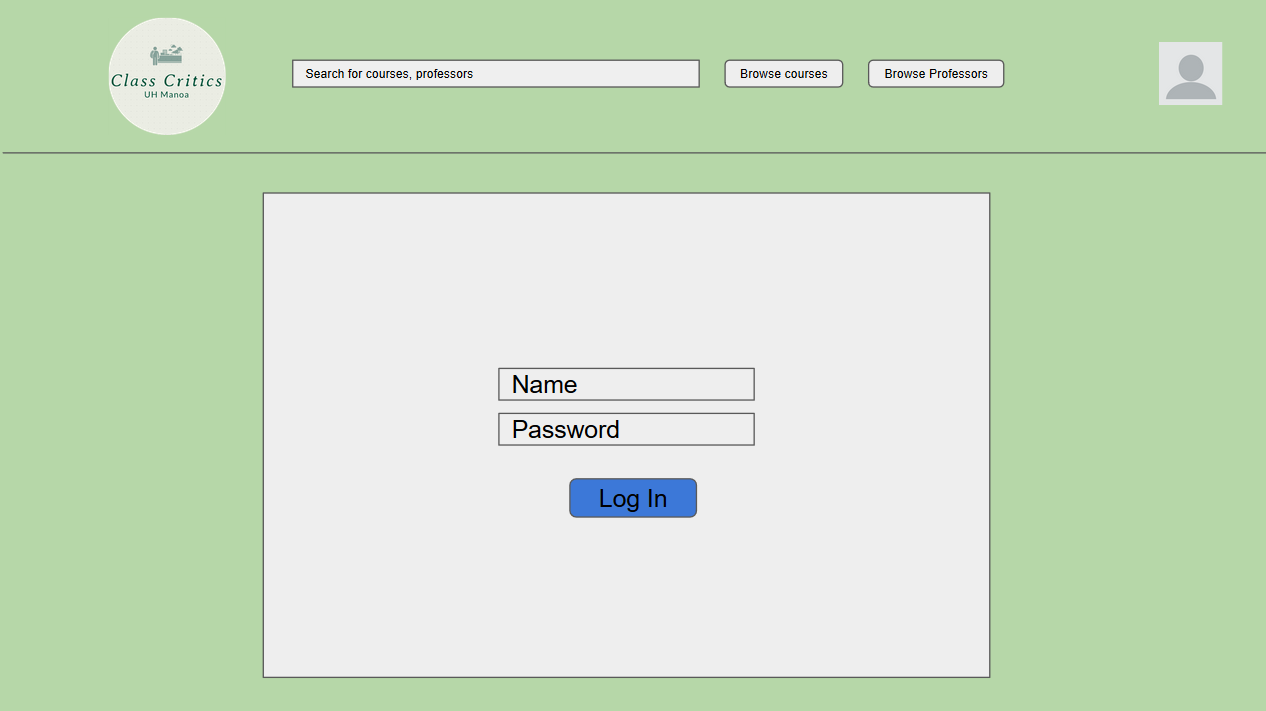 Class Critics
UH Manoa
Search for courses, professors
Browse courses
Browse Professors
Name
Password
Log In